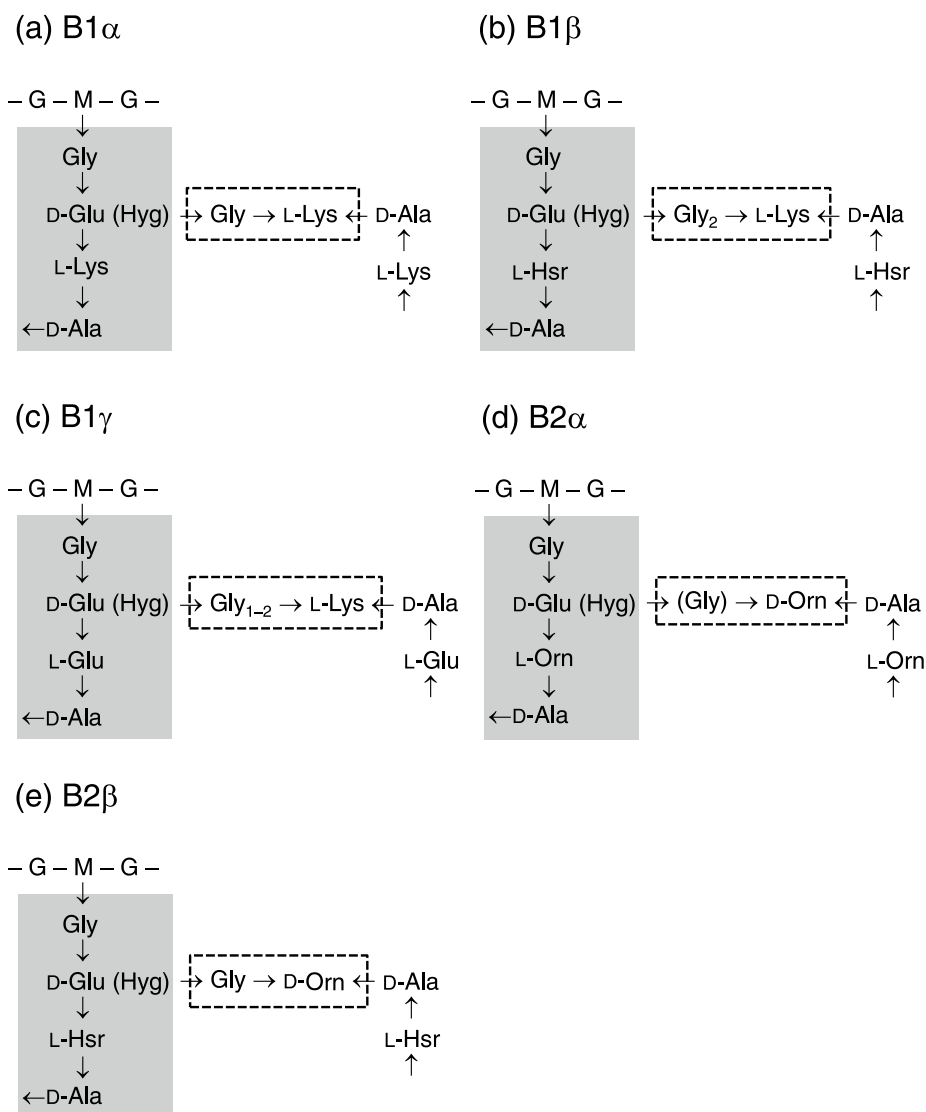 (a) B1α
– G – M – G –
↓
Gly
↓
D-Glu (Hyg) → Gly → L-Lys ← D-Ala
↓ ↑
L-Lys L-Lys
↓ ↑
←D-Ala
(b) B1β
– G – M – G –
↓
Gly
↓
D-Glu (Hyg) → Gly₂ → L-Lys ← D-Ala
↓ ↑
L-Hsr L-Hsr
↓ ↑
←D-Ala
(c) B1γ
– G – M – G –
↓
Gly
↓
D-Glu (Hyg) → Gly₁₋₂ → L-Lys ← D-Ala
↓ ↑
L-Glu L-Glu
↓ ↑
←D-Ala
(d) B2α
– G – M – G –
↓
Gly
↓
D-Glu (Hyg) → (Gly) → D-Orn ← D-Ala
↓ ↑
L-Orn L-Orn
↓ ↑
←D-Ala
(e) B2β
– G – M – G –
↓
Gly
↓
D-Glu (Hyg) → Gly → D-Orn ← D-Ala
↓ ↑
L-Hsr L-Hsr
↓ ↑
←D-Ala